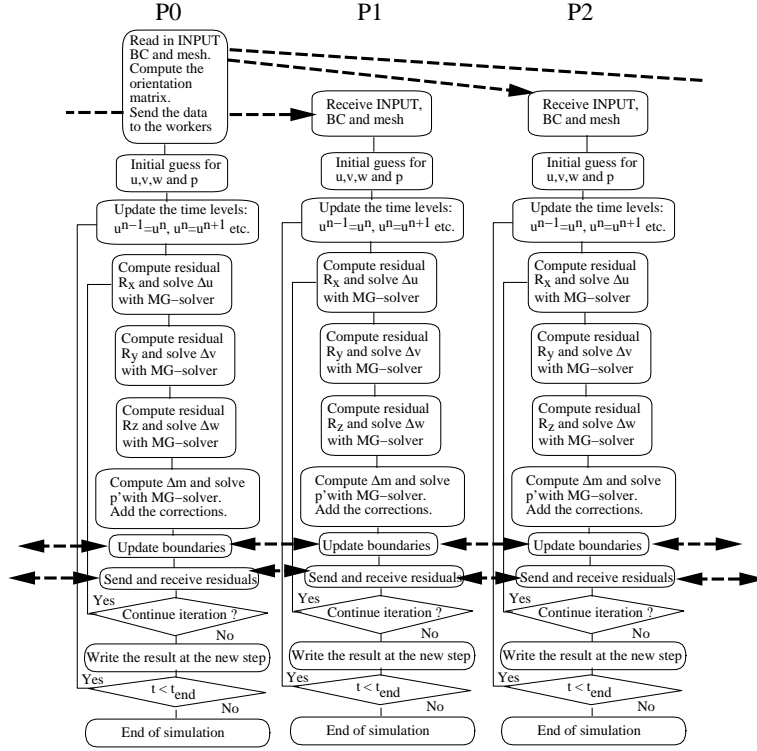 P0
Read in INPUT
BC and mesh.
Compute the
orientation
matrix.
Send the data
to the workers
Initial guess for
u,v,w and p
Update the time levels:
uⁿ⁻¹=uⁿ, uⁿ=uⁿ⁺¹ etc.
Compute residual
Rx and solve Δu
with MG−solver
Compute residual
Ry and solve Δv
with MG−solver
Compute residual
Rz and solve Δw
with MG−solver
Compute Δm and solve
p'with MG−solver.
Add the corrections.
Update boundaries
Send and receive residuals
Yes
Continue iteration ?
No
Write the result at the new step
Yes
t < t_end
No
End of simulation
P1
Receive INPUT,
BC and mesh
Initial guess for
u,v,w and p
Update the time levels:
uⁿ⁻¹=uⁿ, uⁿ=uⁿ⁺¹ etc.
Compute residual
Rx and solve Δu
with MG−solver
Compute residual
Ry and solve Δv
with MG−solver
Compute residual
Rz and solve Δw
with MG−solver
Compute Δm and solve
p'with MG−solver.
Add the corrections.
Update boundaries
Send and receive residuals
Yes
Continue iteration ?
No
Write the result at the new step
Yes
t < t_end
No
End of simulation
P2
Receive INPUT,
BC and mesh
Initial guess for
u,v,w and p
Update the time levels:
uⁿ⁻¹=uⁿ, uⁿ=uⁿ⁺¹ etc.
Compute residual
Rx and solve Δu
with MG−solver
Compute residual
Ry and solve Δv
with MG−solver
Compute residual
Rz and solve Δw
with MG−solver
Compute Δm and solve
p'with MG−solver.
Add the corrections.
Update boundaries
Send and receive residuals
Yes
Continue iteration ?
No
Write the result at the new step
Yes
t < t_end
No
End of simulation